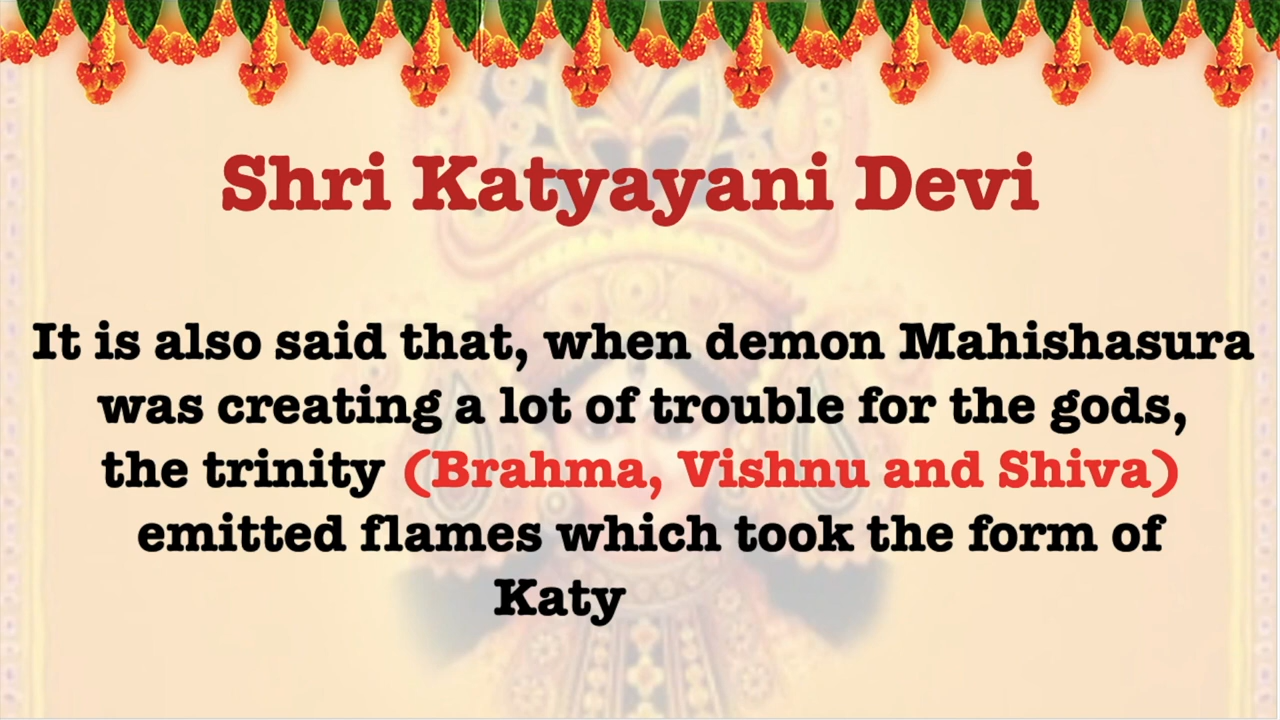 Shri Katyayani Devi
It is also said that, when demon Mahishasura
was creating a lot of trouble for the gods,
the trinity (Brahma, Vishnu and Shiva)
emitted flames which took the form of
Katy